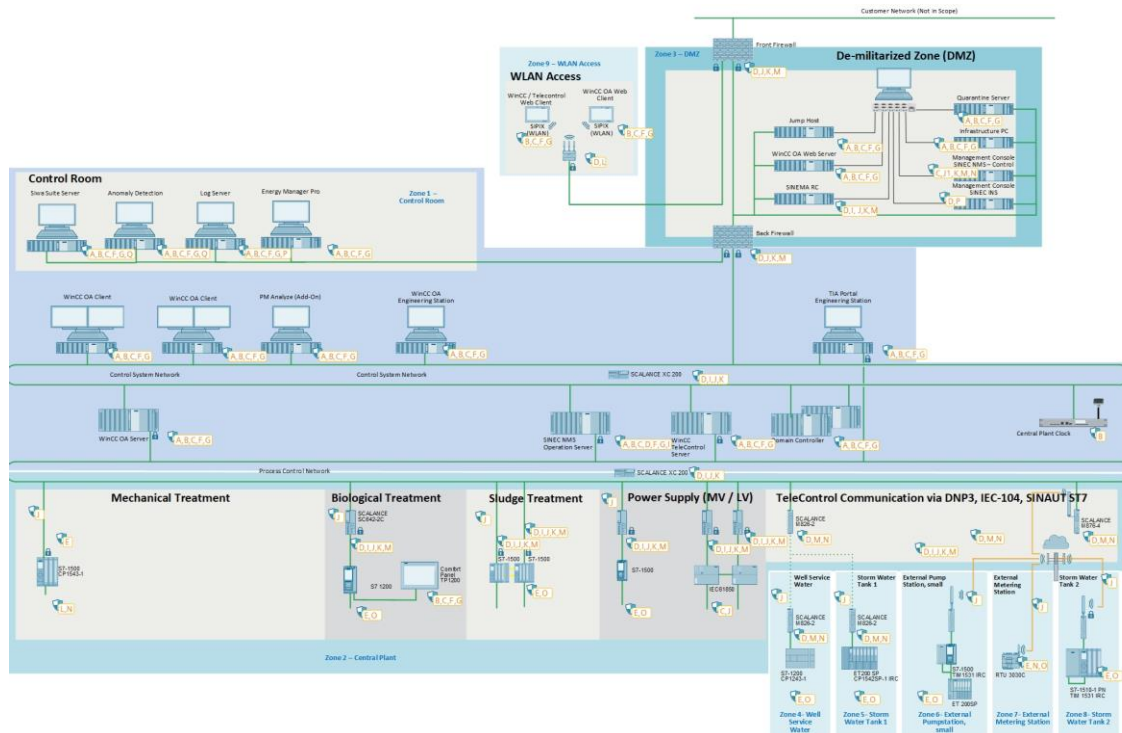 Customer Network (Not in Scope)
Front Firewall
Zone 3 – DMZ
De-militarized Zone (DMZ)
D,J,K,M
Zone 9 – WLAN Access
WLAN Access
WinCC / Telecontrol
Web Client
WinCC OA Web
Client
SIPIX
(WLAN)
SIPIX
(WLAN)
B,C,F,G
B,C,F,G
D,L
Quarantine Server
A,B,C,F,G
Jump Host
A,B,C,F,G
Infrastructure PC
A,B,C,F,G
WinCC OA Web Server
A,B,C,F,G
Management Console
SINEC NMS – Control
C,J1,K,M,N
SINEMA RC
D,I, J,K,M
Management Console
SINEC INS
D,P
Back Firewall
D,J,K,M
Control Room
Zone 1 –
Control Room
Siwa Suite Server
Anomaly Detection
Log Server
Energy Manager Pro
A,B,C,F,G,Q
A,B,C,F,G,Q
A,B,C,F,G,P
A,B,C,F,G
WinCC OA Client
WinCC OA Client
PM Analyze (Add-On)
WinCC OA
Engineering Station
TIA Portal
Engineering Station
A,B,C,F,G
A,B,C,F,G
A,B,C,F,G
A,B,C,F,G
A,B,C,F,G
Control System Network
Control System Network
SCALANCE XC 200
D,I,J,K
WinCC OA Server
A,B,C,F,G
SINEC NMS
Operation Server
A,B,C,D,F,G,I
WinCC
TeleControl
Server
A,B,C,F,G
Domain Controller
A,B,C,F,G
Central Plant Clock
B
Process Control Network
SCALANCE XC 200
D,I,J,K
Mechanical Treatment
J
E
S7-1500
CP1543-1
L,N
Biological Treatment
J
SCALANCE
SC642-2C
D,I,J,K,M
S7 1200
Comfort
Panel
TP1200
B,C,F,G
E,O
Sludge Treatment
J
D,I,J,K,M
S7-1500
S7-1500
E,O
Power Supply (MV / LV)
J
D,I,J,K,M
D,I,J,K,M
S7-1500
IEC61850
E,O
C,J
TeleControl Communication via DNP3, IEC-104, SINAUT ST7
SCALANCE
M826-2
D,M,N
D,I,J,K,M
D,M,N
SCALANCE
M876-4
D,M,N
Zone 2 – Central Plant
Well Service
Water
J
SCALANCE
M826-2
D,M,N
S7-1200
CP1243-1
E,O
Zone 4- Well
Service
Water
Storm Water
Tank 1
J
SCALANCE
M826-2
D,M,N
ET200 SP
CP1542SP-1 IRC
E,O
Zone 5- Storm
Water Tank 1
External Pump
Station, small
J
S7-1500
TIM 1531 IRC
ET 200SP
E,O
Zone 6- External
Pumpstation,
small
External
Metering
Station
J
RTU 3030C
E,N,O
Zone 7- External
Metering Station
Storm Water
Tank 2
J
S7-1510-1 PN
TIM 1531 IRC
E,O
Zone 8- Storm
Water Tank 2